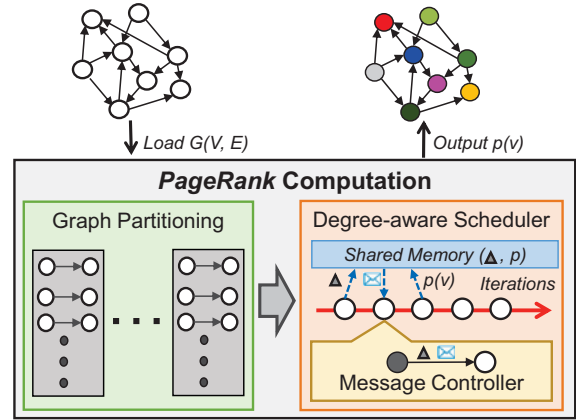 Load G(V, E)
Output p(v)
PageRank Computation
Graph Partitioning
Degree-aware Scheduler
Shared Memory (▲, p)
▲
p(v)
Iterations
▲
Message Controller